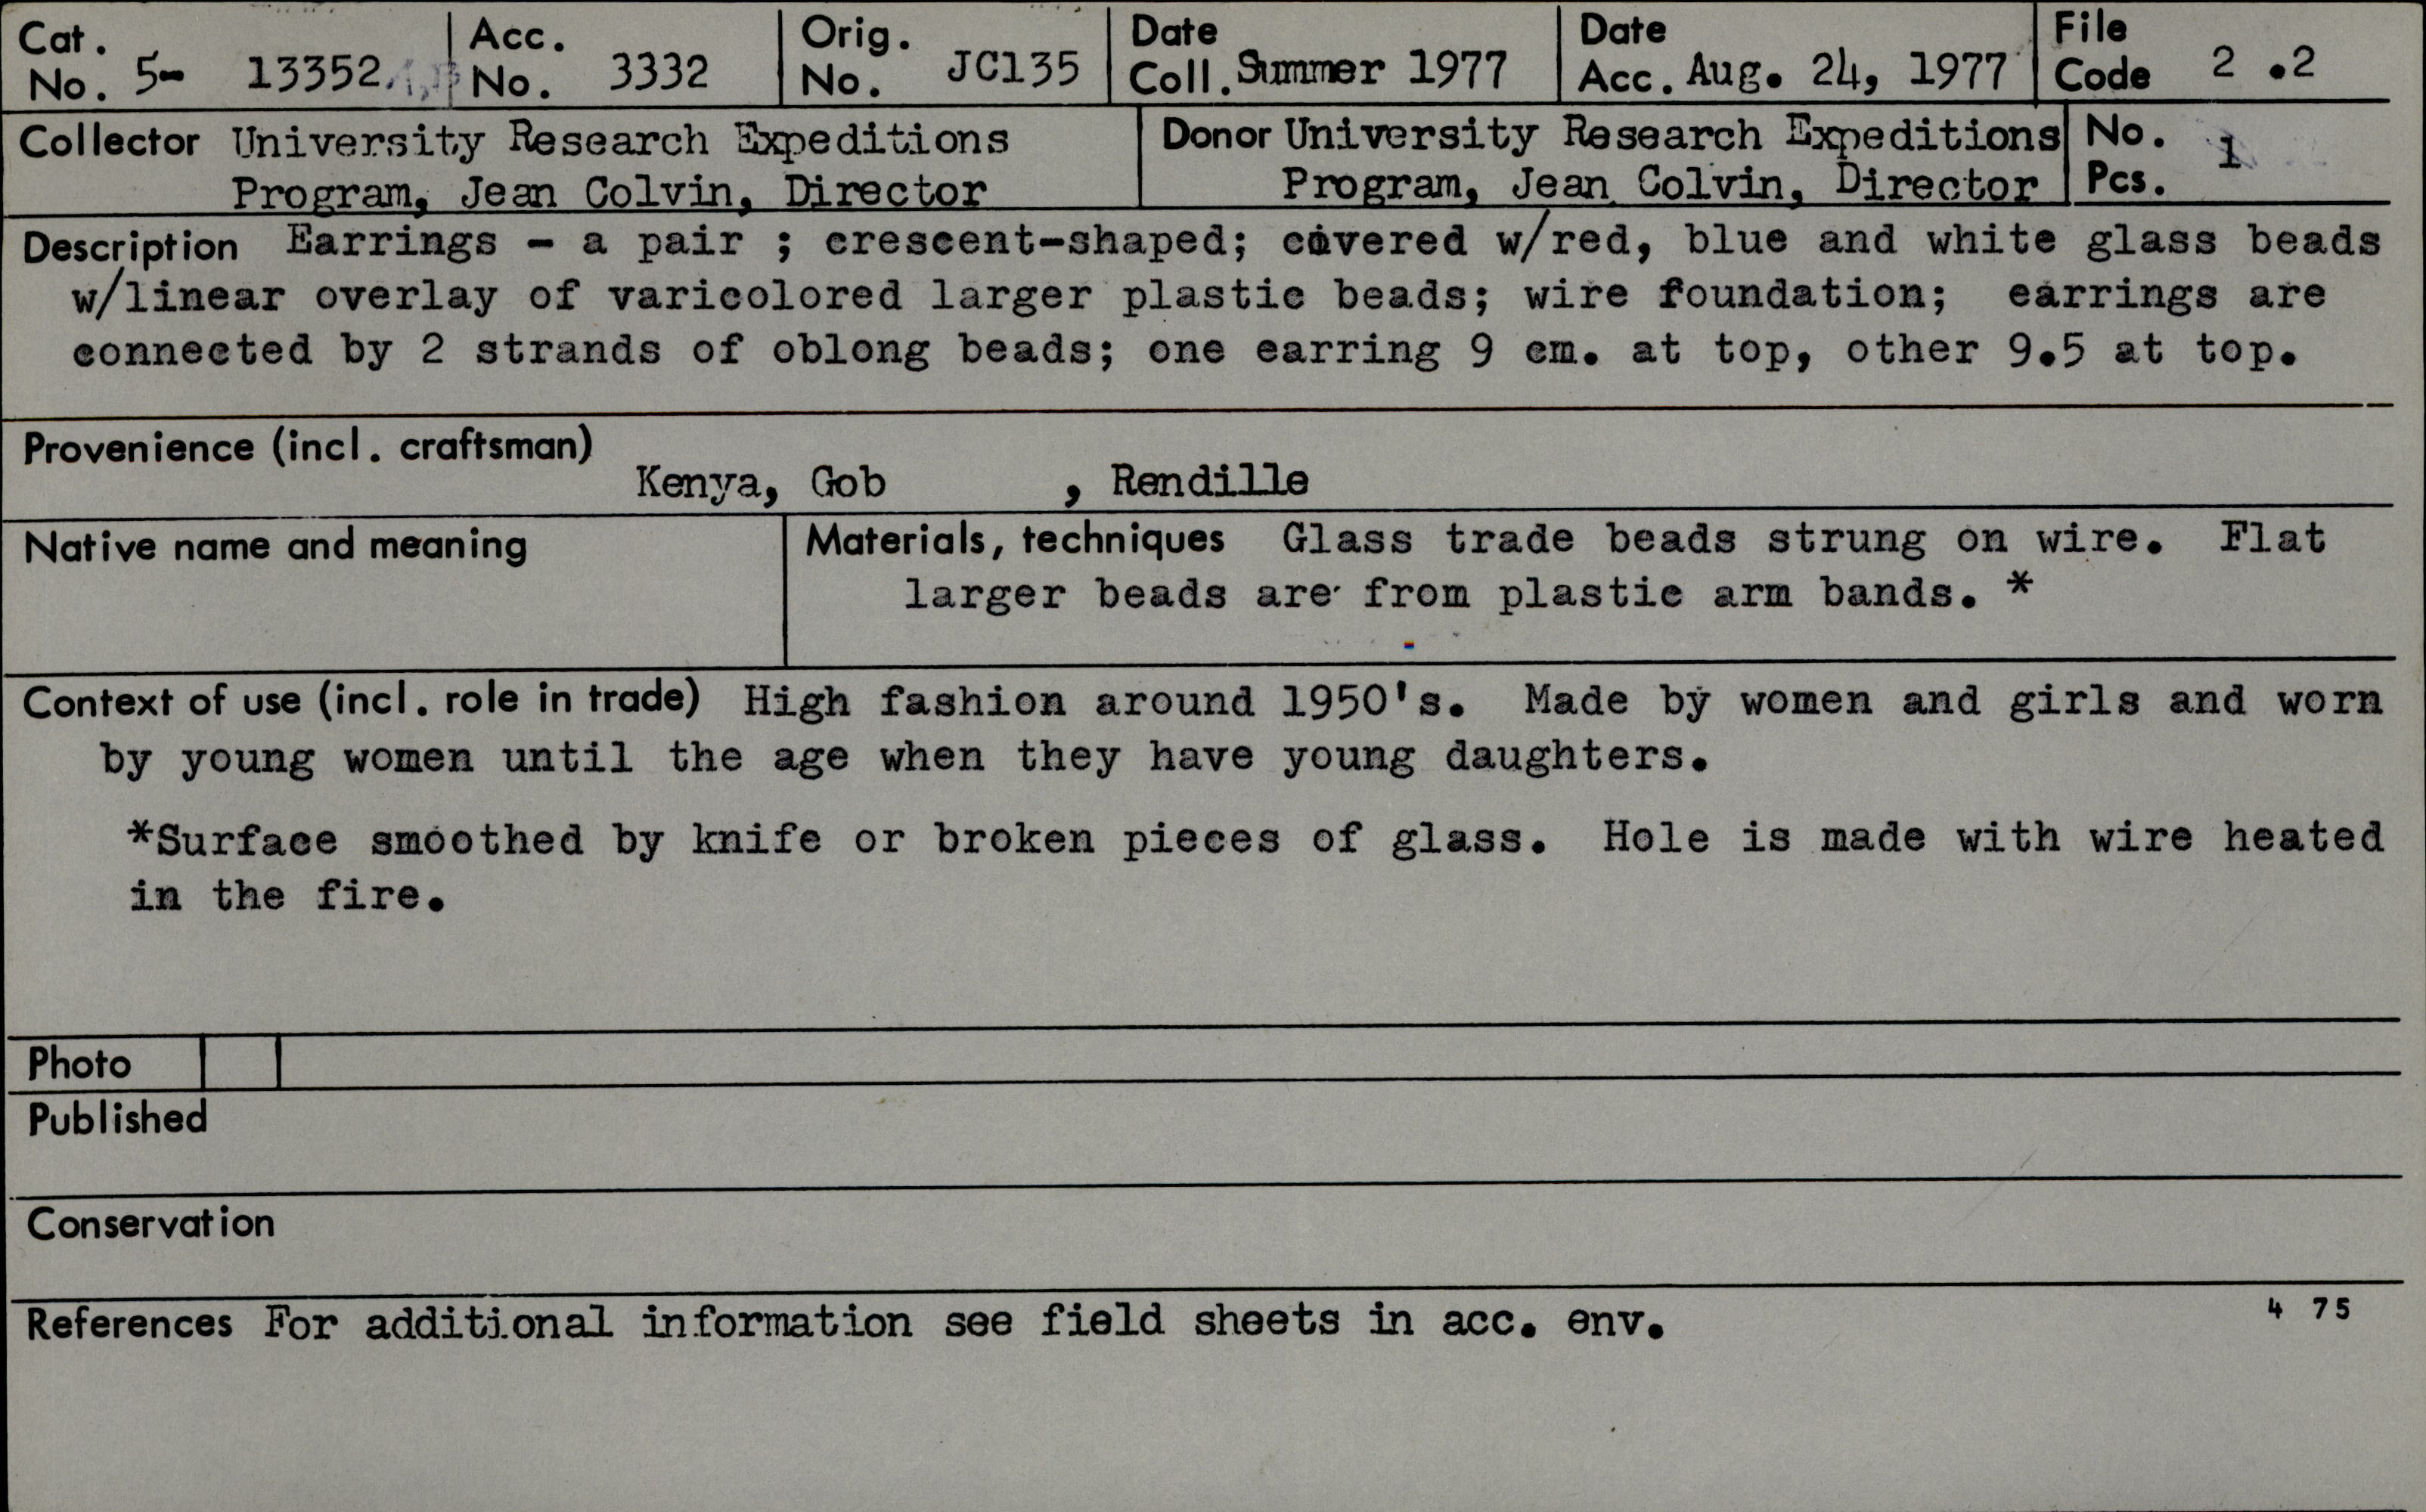 Cat. No. 5- 13352 Acc. No. 3332 Orig. No. JC135 Date Coll. Summer 1977 Date Acc. Aug. 24, 1977 File Code 2 .2
Collector University Research Expeditions
Program, Jean Colvin, Director
Donor University Research Expeditions
Program, Jean Colvin, Director
No. Pcs. 1
Description Earrings - a pair ; crescent-shaped; covered w/red, blue and white glass beads
w/linear overlay of varicolored larger plastic beads; wire foundation; earrings are
connected by 2 strands of oblong beads; one earring 9 cm. at top, other 9.5 at top.
Provenience (incl. craftsman)
Kenya, Gob , Rendille
Native name and meaning
Materials, techniques Glass trade beads strung on wire. Flat
larger beads are from plastic arm bands. *
Context of use (incl. role in trade) High fashion around 1950's. Made by women and girls and worn
by young women until the age when they have young daughters.
*Surface smoothed by knife or broken pieces of glass. Hole is made with wire heated
in the fire.
Photo
Published
Conservation
References For additional information see field sheets in acc. env.
4 75